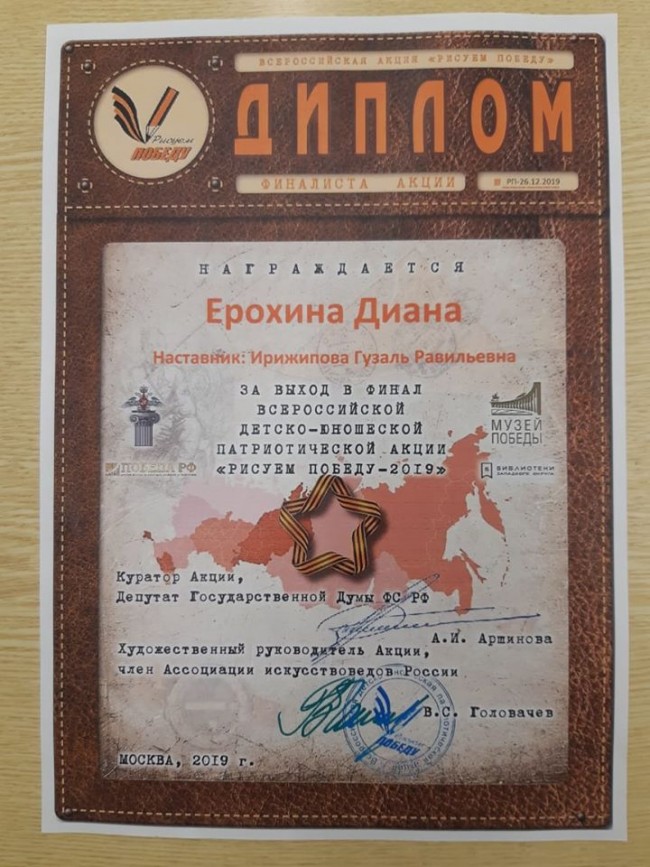 ВСЕРОССИЙСКАЯ АКЦИЯ «РИСУЕМ ПОБЕДУ»
ДИПЛОМ
Рисуем
ПОБЕДУ
ФИНАЛИСТА АКЦИИ
РП-26.12.2019
НАГРАЖДАЕТСЯ
Ерохина Диана
Наставник: Ирижипова Гузаль Равильевна
ЗА ВЫХОД В ФИНАЛ
ВСЕРОССИЙСКОЙ
ДЕТСКО-ЮНОШЕСКОЙ
ПАТРИОТИЧЕСКОЙ АКЦИИ
«РИСУЕМ ПОБЕДУ-2019»
МУЗЕЙ
ПОБЕДЫ
ПОБЕДА РФ
БИБЛИОТЕКИ
Куратор Акции,
Депутат Государственной Думы ФС РФ
А.И. Аршинова
Художественный руководитель Акции,
член Ассоциации искусствоведов России
В.С. Головачев
ПОБЕДУ
МОСКВА, 2019 г.